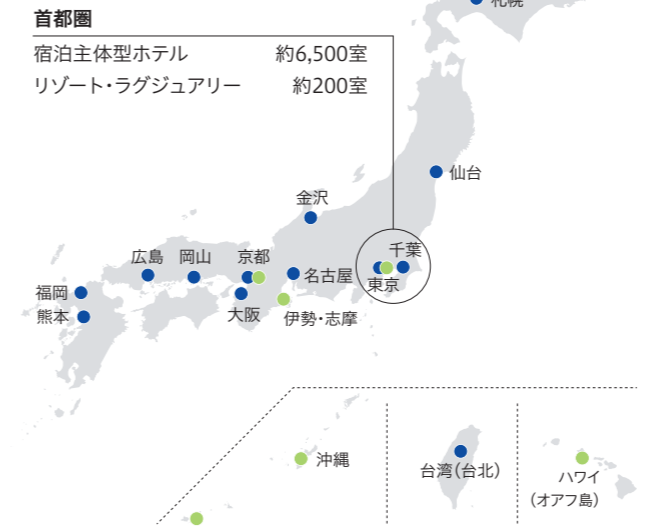 首都圏
宿泊主体型ホテル 約6,500室
リゾート・ラグジュアリー 約200室
札幌
仙台
金沢
千葉
広島
岡山
京都
名古屋
東京
福岡
熊本
大阪
伊勢・志摩
沖縄
台湾(台北)
ハワイ
(オアフ島)